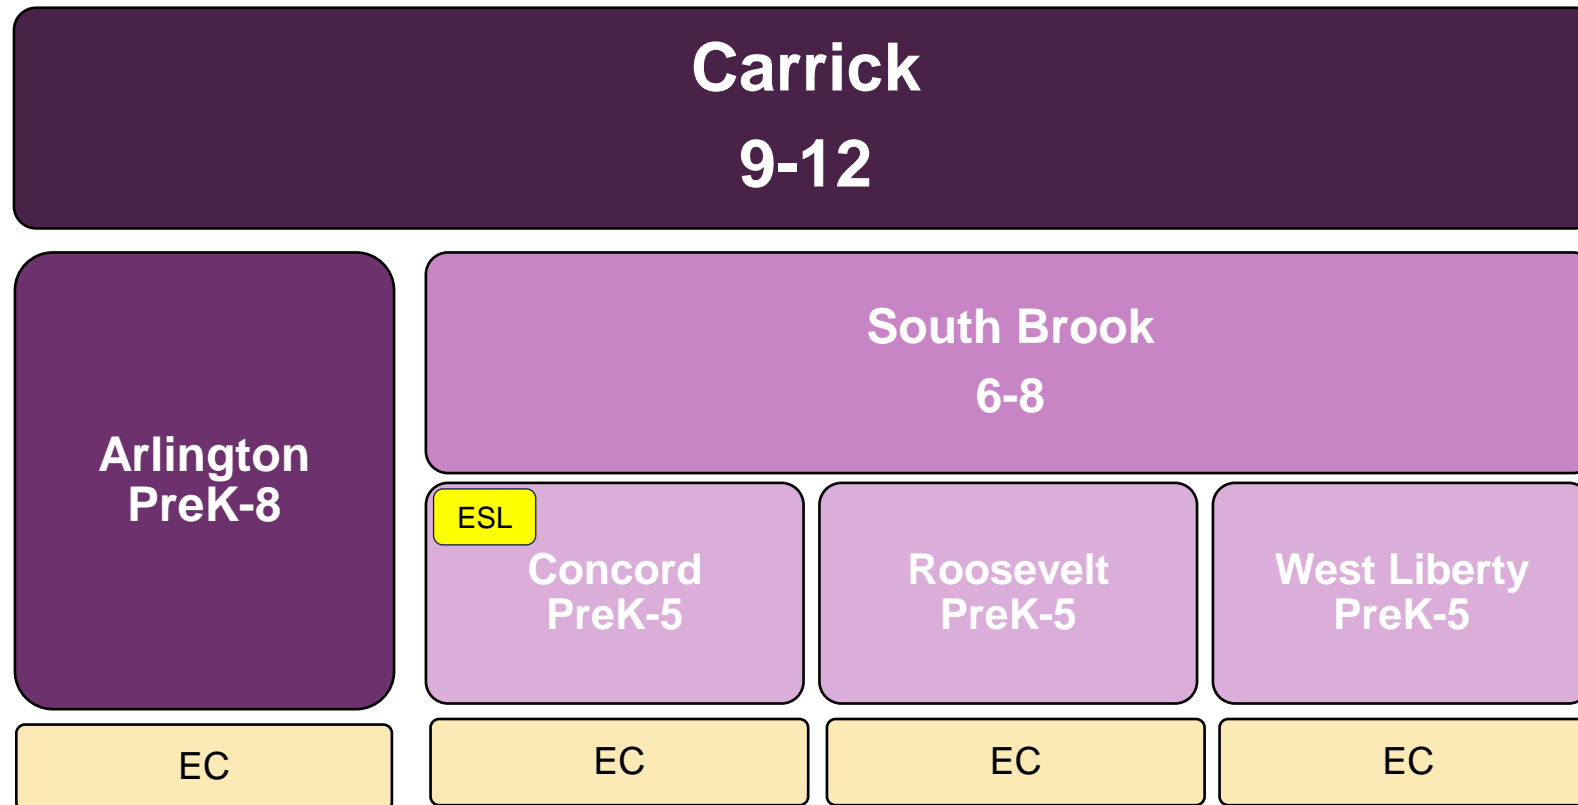 Carrick
9-12
Arlington
PreK-8
South Brook
6-8
ESL
Concord
PreK-5
Roosevelt
PreK-5
West Liberty
PreK-5
EC
EC
EC
EC